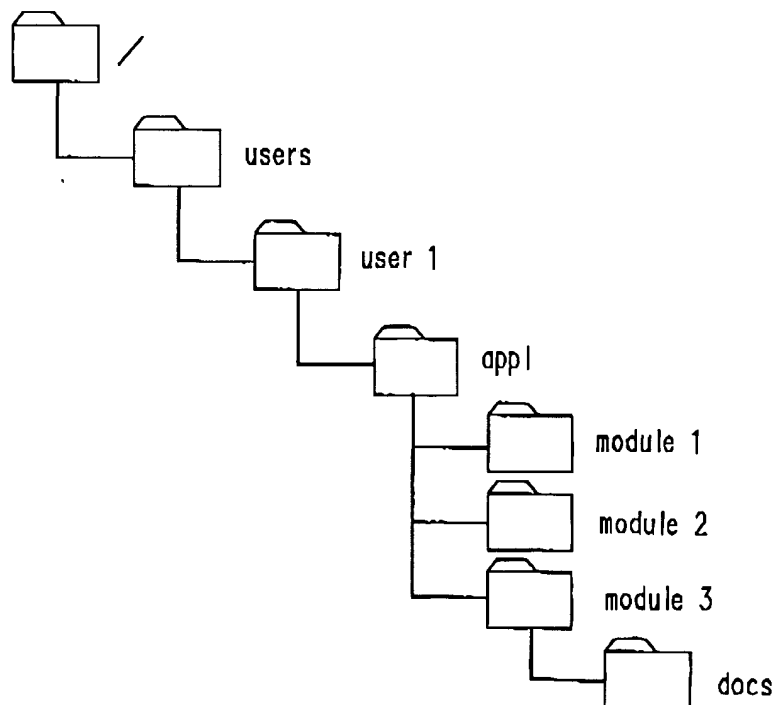 /
users
user 1
appl
module 1
module 2
module 3
docs